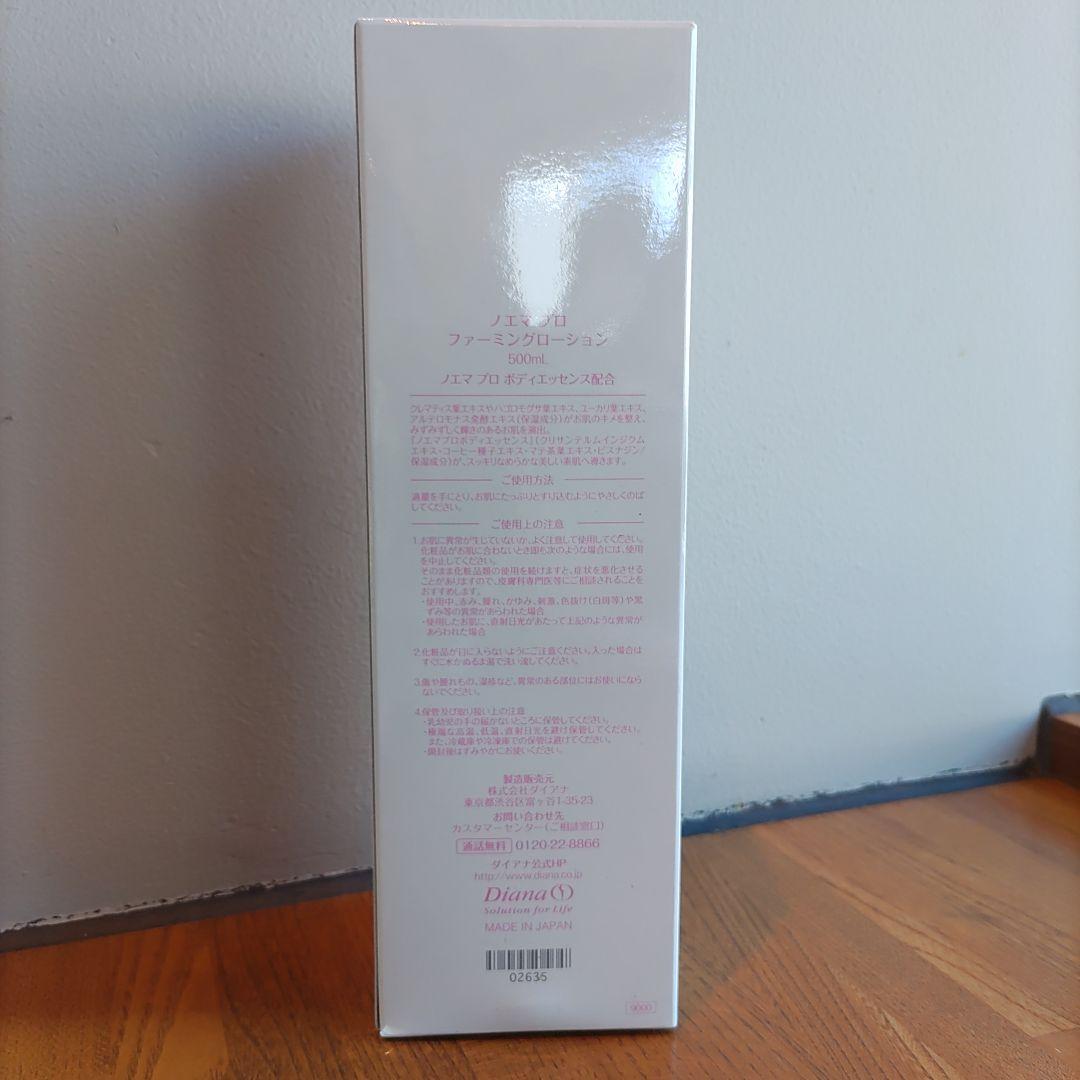 ノエマ プロ
ファーミングローション
500mL
ノエマ プロ ボディエッセンス配合
クレマティス葉エキスやハゴロモグサ葉エキス、ユーカリ葉エキス、
アルテロモナス発酵エキス(保湿成分)がお肌のキメを整え、
みずみずしく輝きのあるお肌を演出。
『ノエマプロボディエッセンス』(クリサンテルムインジクム
エキス・コーヒー種子エキス・マテ茶葉エキス・ビスナジン/
保湿成分)が、スッキリなめらかな美しい素肌へ導きます。
ご使用方法
適量を手にとり、お肌にたっぷりとすり込むようにやさしくのば
してください。
ご使用上の注意
1.お肌に異常が生じていないか、よく注意して使用してください。
化粧品がお肌に合わないとき即ち次のような場合には、使用
を中止してください。
そのまま化粧品類の使用を続けますと、症状を悪化させる
ことがありますので、皮膚科専門医等にご相談されることを
おすすめします。
・使用中、赤み、腫れ、かゆみ、刺激、色抜け(白斑等)や黒
ずみ等の異常があらわれた場合
・使用したお肌に、直射日光があたって上記のような異常が
あらわれた場合
2.化粧品が目に入らないようにご注意ください。入った場合は
すぐに水かぬるま湯で洗い流してください。
3.傷や腫れもの、湿疹など、異常のある部位にはお使いになら
ないでください。
4.保管及び取り扱い上の注意
・乳幼児の手の届かないところに保管してください。
・極端な高温、低温、直射日光を避け保管してください。
また、冷蔵庫や冷凍庫での保管は避けてください。
・開封後はすみやかにお使いください。
製造販売元
株式会社ダイアナ
東京都渋谷区富ヶ谷1-35-23
お問い合わせ先
カスタマーセンター(ご相談窓口)
通話無料 0120-22-8866
ダイアナ公式HP
http://www.diana.co.jp
Diana
Solution for Life
MADE IN JAPAN
02635
9000